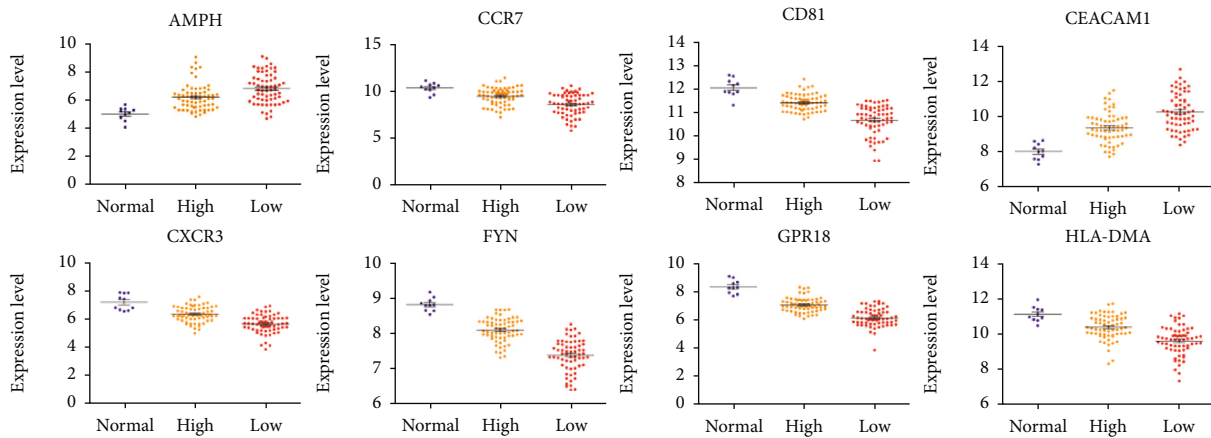 AMPH
Expression level
10
8
6
4
2
0
Normal High Low
CCR7
Expression level
15
10
5
0
Normal High Low
CD81
Expression level
14
13
12
11
10
9
8
Normal High Low
CEACAM1
Expression level
14
12
10
8
6
Normal High Low
CXCR3
Expression level
10
8
6
4
2
0
Normal High Low
FYN
Expression level
10
9
8
7
6
Normal High Low
GPR18
Expression level
10
8
6
4
2
0
Normal High Low
HLA-DMA
Expression level
14
12
10
8
6
Normal High Low